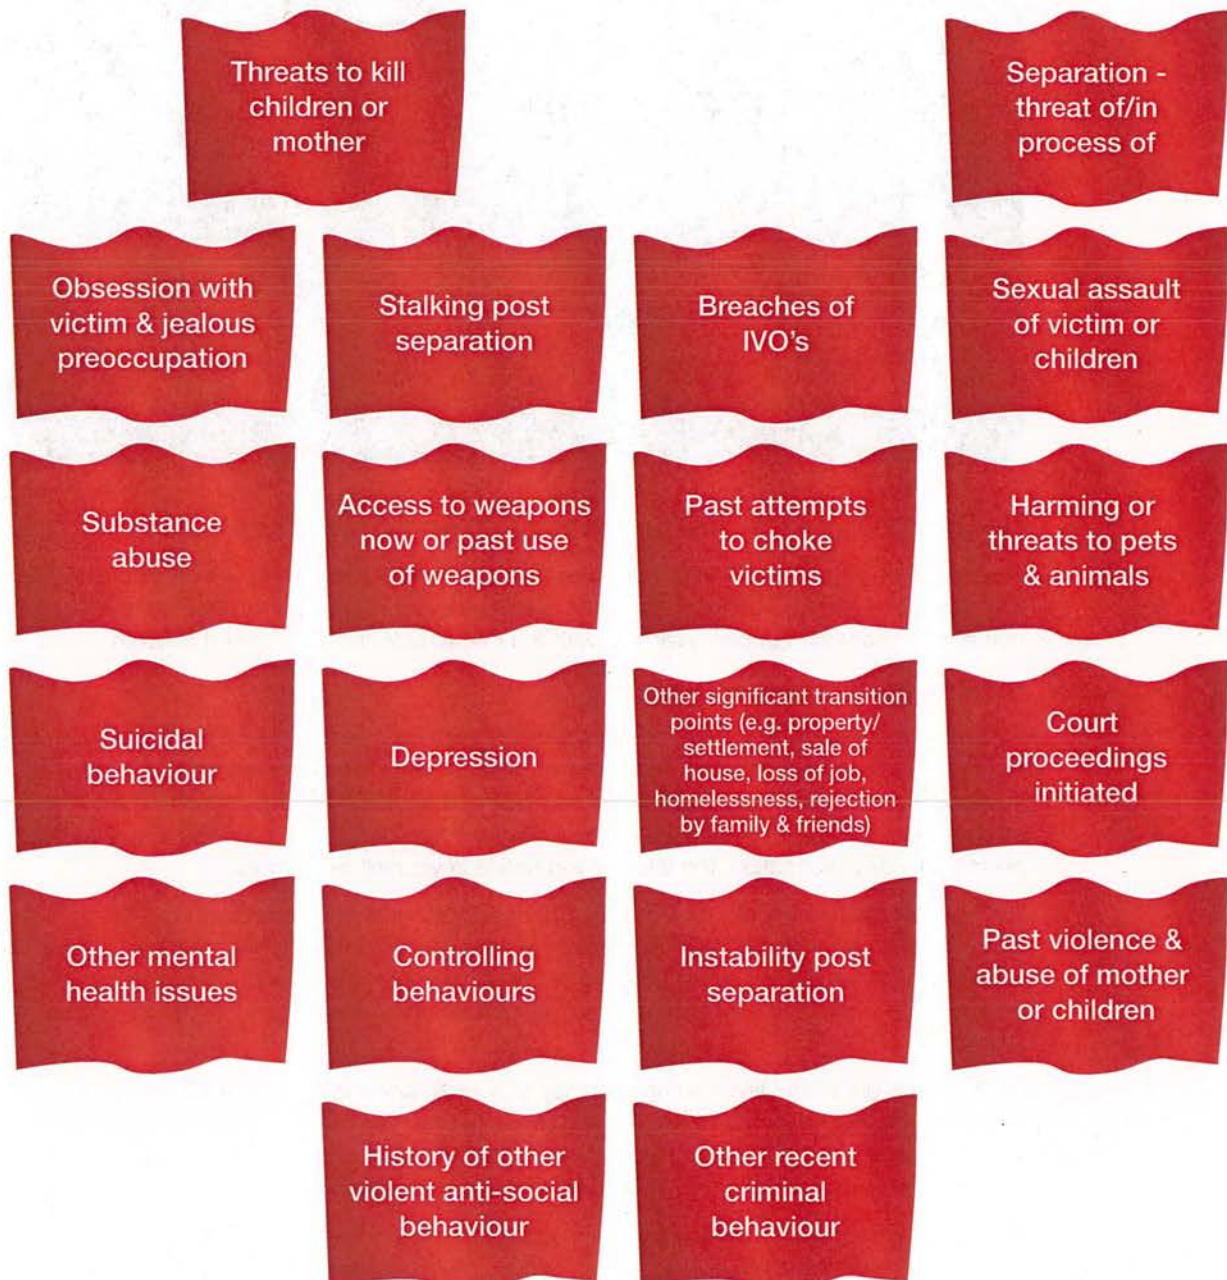 Threats to kill
children or
mother
Separation -
threat of/in
process of
Obsession with
victim & jealous
preoccupation
Stalking post
separation
Breaches of
IVO's
Sexual assault
of victim or
children
Substance
abuse
Access to weapons
now or past use
of weapons
Past attempts
to choke
victims
Harming or
threats to pets
& animals
Suicidal
behaviour
Depression
Other significant transition
points (e.g. property/
settlement, sale of
house, loss of job,
homelessness, rejection
by family & friends)
Court
proceedings
initiated
Other mental
health issues
Controlling
behaviours
Instability post
separation
Past violence &
abuse of mother
or children
History of other
violent anti-social
behaviour
Other recent
criminal
behaviour